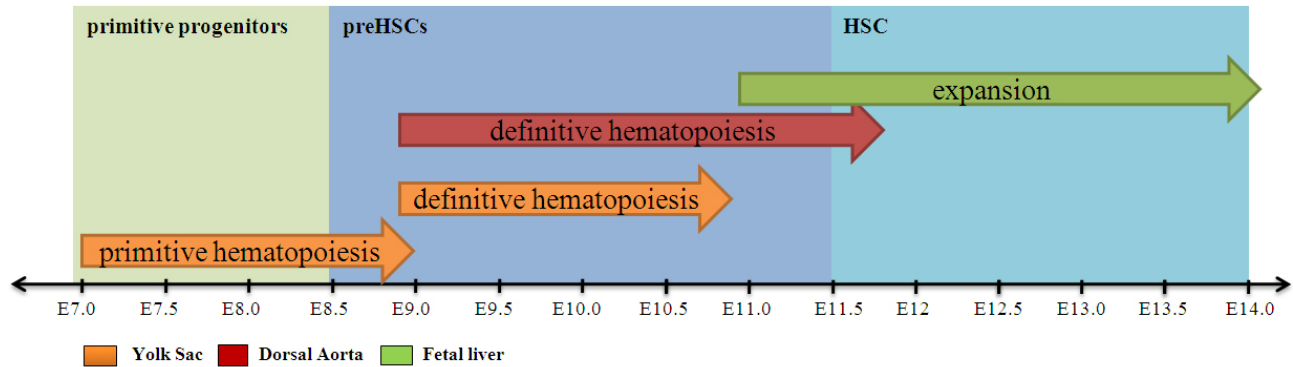 primitive progenitors
preHSCs
HSC
expansion
definitive hematopoiesis
definitive hematopoiesis
primitive hematopoiesis
E7.0 E7.5 E8.0 E8.5 E9.0 E9.5 E10.0 E10.5 E11.0 E11.5 E12 E12.5 E13.0 E13.5 E14.0
Yolk Sac Dorsal Aorta Fetal liver